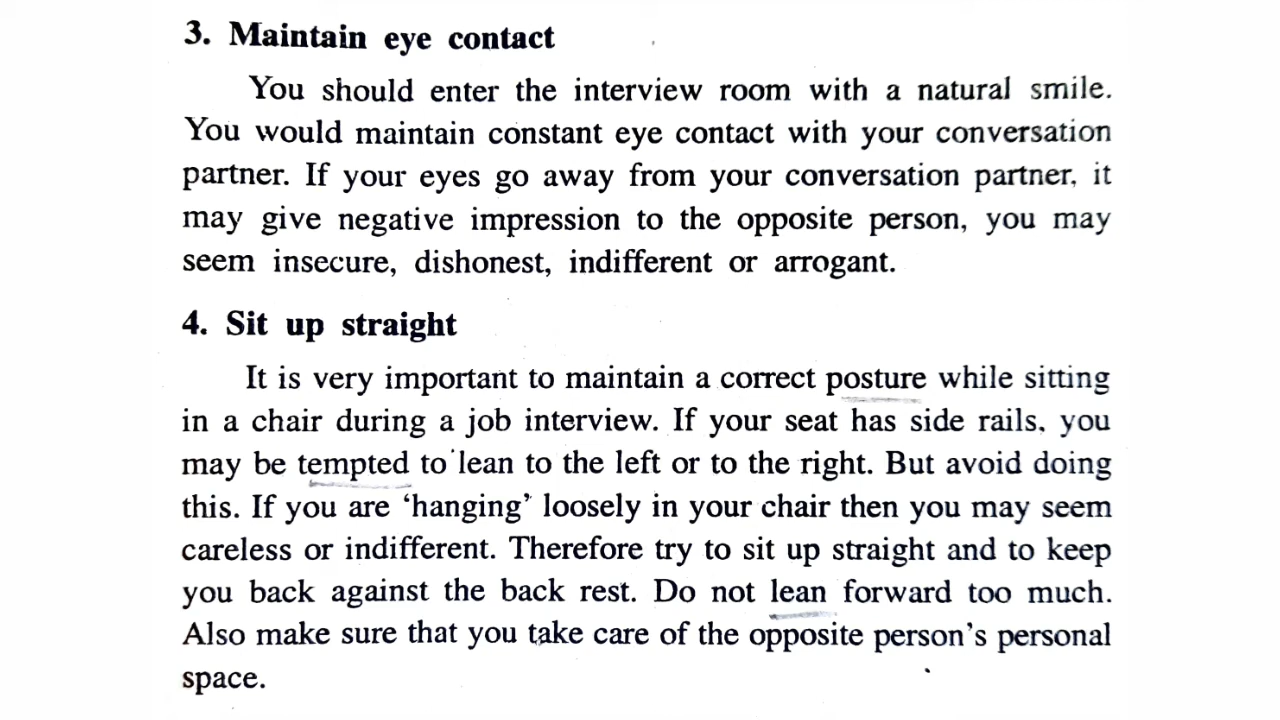 3. Maintain eye contact
You should enter the interview room with a natural smile.
You would maintain constant eye contact with your conversation
partner. If your eyes go away from your conversation partner, it
may give negative impression to the opposite person, you may
seem insecure, dishonest, indifferent or arrogant.
4. Sit up straight
It is very important to maintain a correct posture while sitting
in a chair during a job interview. If your seat has side rails, you
may be tempted to lean to the left or to the right. But avoid doing
this. If you are ‘hanging’ loosely in your chair then you may seem
careless or indifferent. Therefore try to sit up straight and to keep
you back against the back rest. Do not lean forward too much.
Also make sure that you take care of the opposite person’s personal
space.